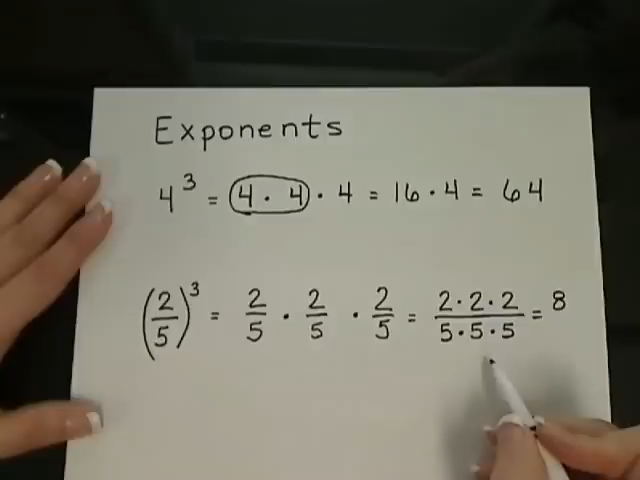 Exponents
4³ = 4 · 4 · 4 = 16 · 4 = 64
(2/5)³ = 2/5 · 2/5 · 2/5 = 2·2·2/5·5·5 = 8